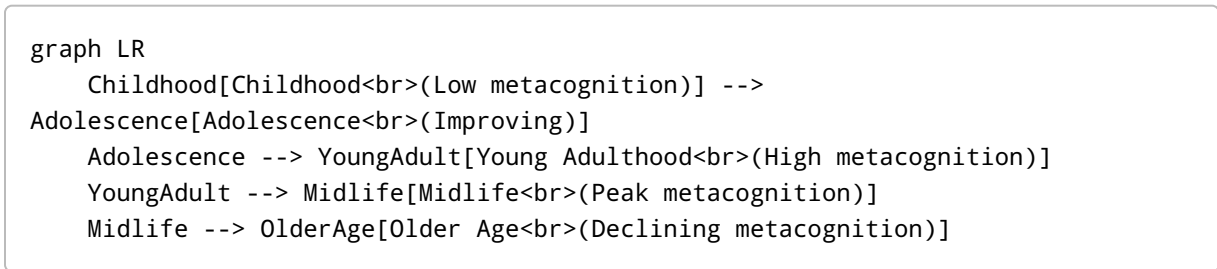 graph LR
    Childhood[Childhood<br>(Low metacognition)] -->
Adolescence[Adolescence<br>(Improving)]
    Adolescence --> YoungAdult[Young Adulthood<br>(High metacognition)]
    YoungAdult --> Midlife[Midlife<br>(Peak metacognition)]
    Midlife --> OlderAge[Older Age<br>(Declining metacognition)]